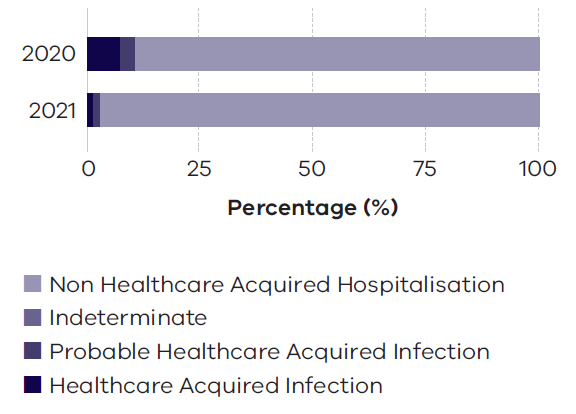 2020
2021
0 25 50 75 100
Percentage (%)
Non Healthcare Acquired Hospitalisation
Indeterminate
Probable Healthcare Acquired Infection
Healthcare Acquired Infection